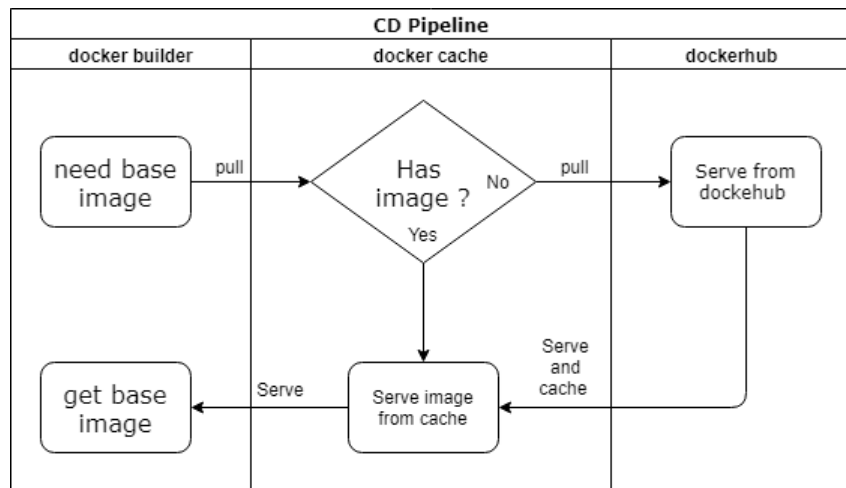 CD Pipeline
docker builder
docker cache
dockerhub
need base
image
pull
Has
image ?
No
Yes
pull
Serve from
dockehub
get base
image
Serve
Serve image
from cache
Serve
and
cache